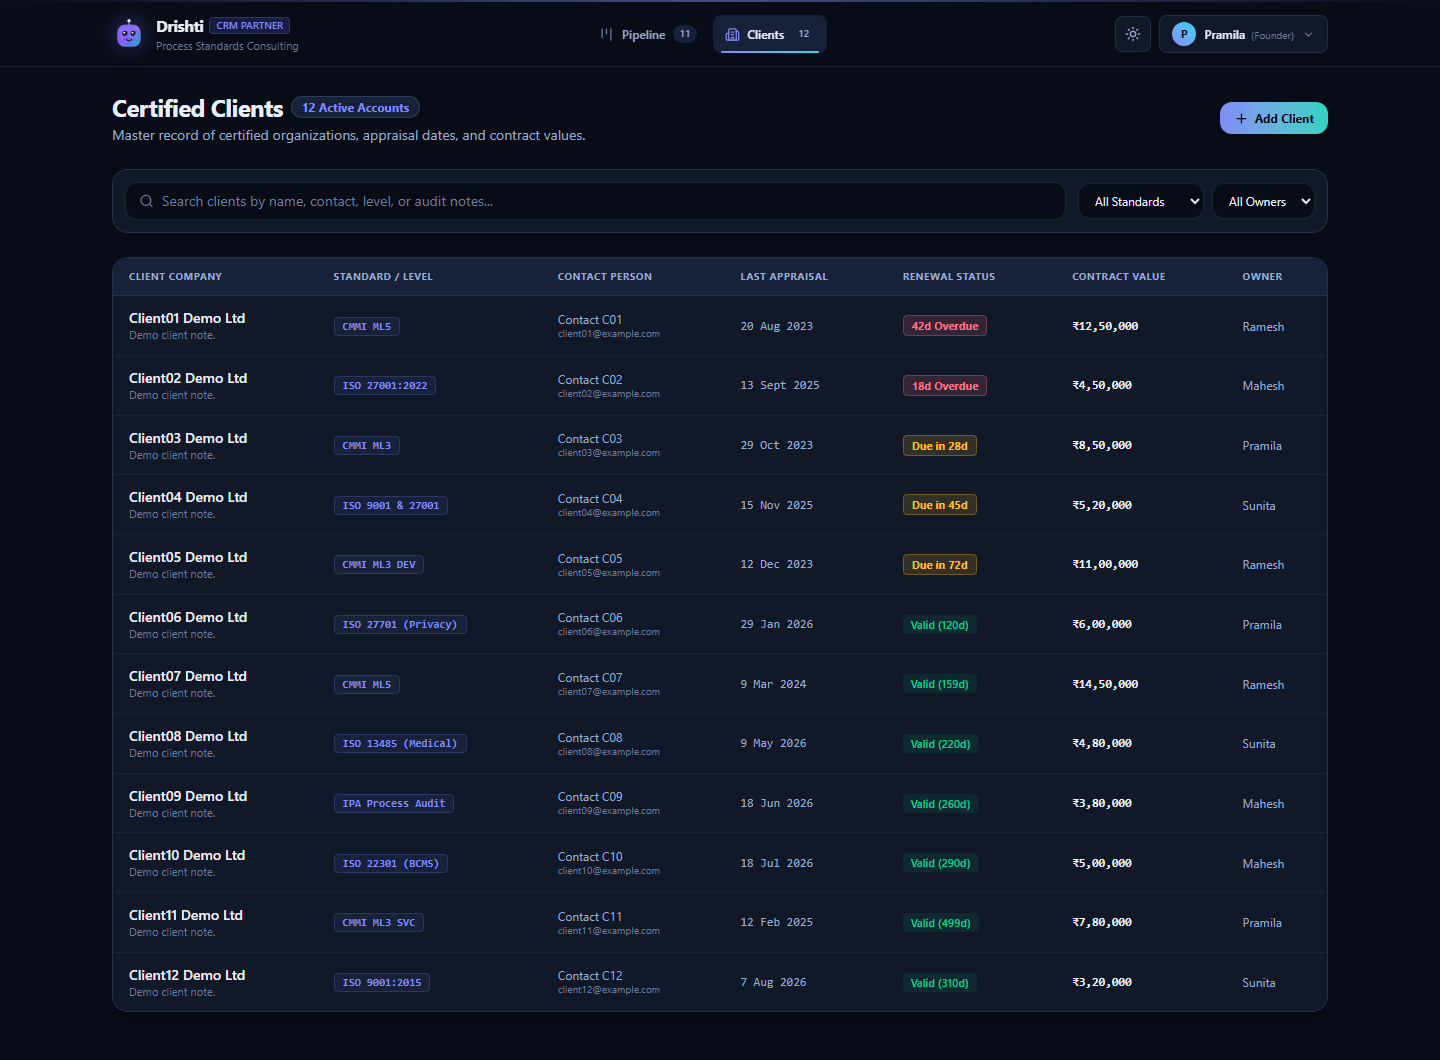 Drishti CRM PARTNER
Process Standards Consulting
Pipeline 11
Clients 12
P Pramila (Founder)
Certified Clients 12 Active Accounts
Master record of certified organizations, appraisal dates, and contract values.
+ Add Client
Search clients by name, contact, level, or audit notes...
All Standards
All Owners
CLIENT COMPANY STANDARD / LEVEL CONTACT PERSON LAST APPRAISAL RENEWAL STATUS CONTRACT VALUE OWNER
Client01 Demo Ltd
Demo client note.
CMMI ML5
Contact C01
client01@example.com
20 Aug 2023
42d Overdue
₹12,50,000
Ramesh
Client02 Demo Ltd
Demo client note.
ISO 27001:2022
Contact C02
client02@example.com
13 Sept 2025
18d Overdue
₹4,50,000
Mahesh
Client03 Demo Ltd
Demo client note.
CMMI ML3
Contact C03
client03@example.com
29 Oct 2023
Due in 28d
₹8,50,000
Pramila
Client04 Demo Ltd
Demo client note.
ISO 9001 & 27001
Contact C04
client04@example.com
15 Nov 2025
Due in 45d
₹5,20,000
Sunita
Client05 Demo Ltd
Demo client note.
CMMI ML3 DEV
Contact C05
client05@example.com
12 Dec 2023
Due in 72d
₹11,00,000
Ramesh
Client06 Demo Ltd
Demo client note.
ISO 27701 (Privacy)
Contact C06
client06@example.com
29 Jan 2026
Valid (120d)
₹6,00,000
Pramila
Client07 Demo Ltd
Demo client note.
CMMI ML5
Contact C07
client07@example.com
9 Mar 2024
Valid (159d)
₹14,50,000
Ramesh
Client08 Demo Ltd
Demo client note.
ISO 13485 (Medical)
Contact C08
client08@example.com
9 May 2026
Valid (220d)
₹4,80,000
Sunita
Client09 Demo Ltd
Demo client note.
IPA Process Audit
Contact C09
client09@example.com
18 Jun 2026
Valid (260d)
₹3,80,000
Mahesh
Client10 Demo Ltd
Demo client note.
ISO 22301 (BCMS)
Contact C10
client10@example.com
18 Jul 2026
Valid (290d)
₹5,00,000
Mahesh
Client11 Demo Ltd
Demo client note.
CMMI ML3 SVC
Contact C11
client11@example.com
12 Feb 2025
Valid (499d)
₹7,80,000
Pramila
Client12 Demo Ltd
Demo client note.
ISO 9001:2015
Contact C12
client12@example.com
7 Aug 2026
Valid (310d)
₹3,20,000
Sunita